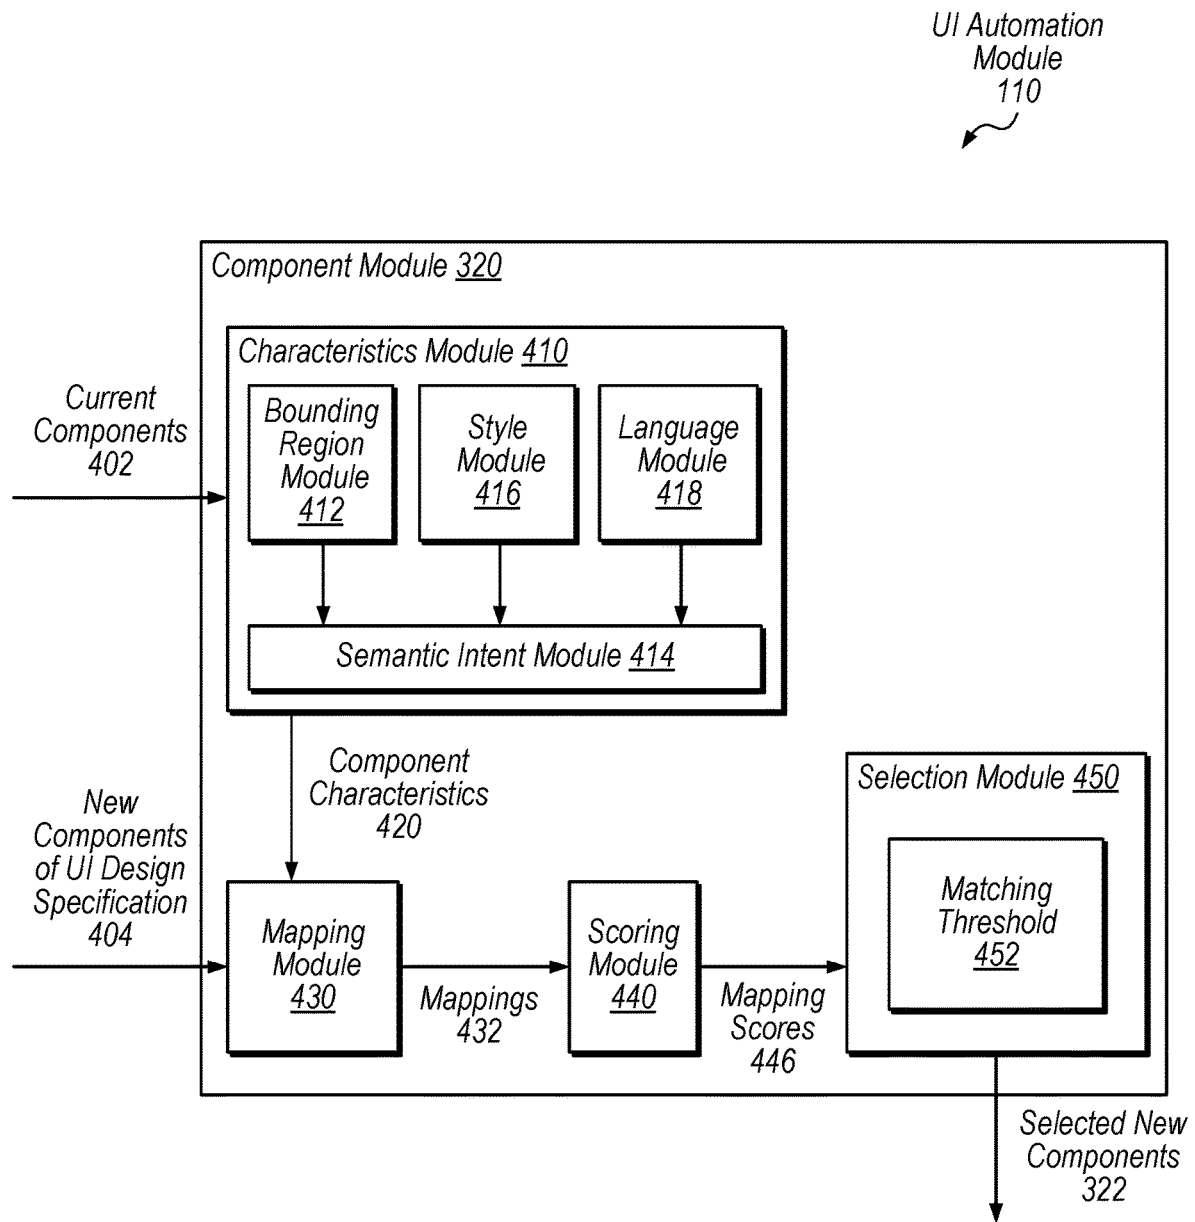 UI Automation
Module
110
Component Module 320
Characteristics Module 410
Bounding
Region
Module
412
Style
Module
416
Language
Module
418
Current
Components
402
Semantic Intent Module 414
Component
Characteristics
420
New
Components
of UI Design
Specification
404
Mapping
Module
430
Mappings
432
Scoring
Module
440
Mapping
Scores
446
Selection Module 450
Matching
Threshold
452
Selected New
Components
322